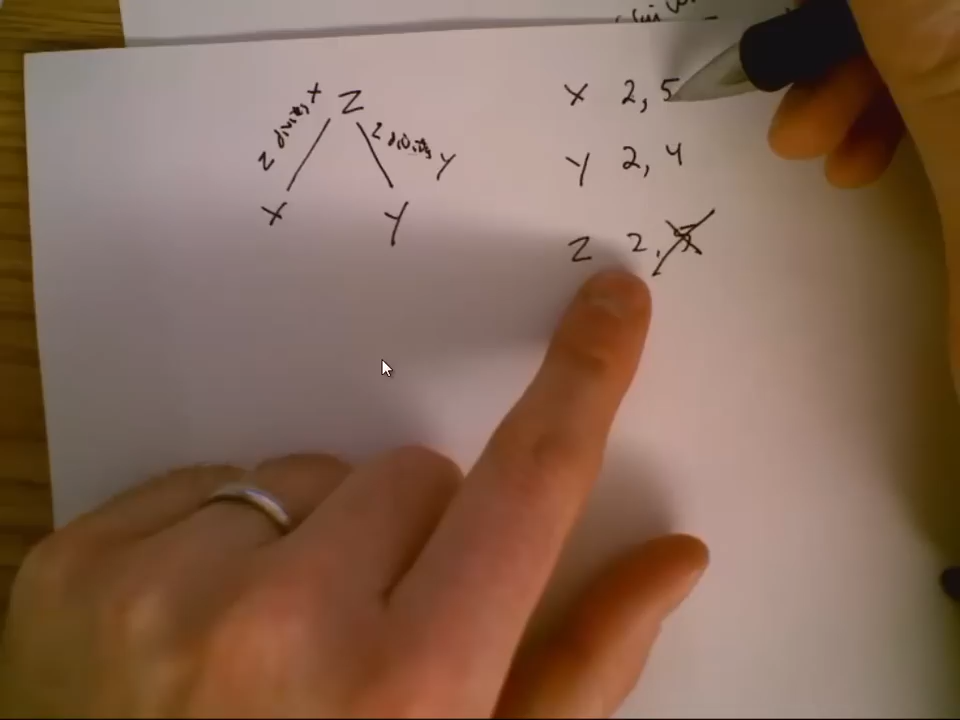 Z
Z divides X
Z divides Y
X
Y
X 2, 5
Y 2, 4
Z 2,